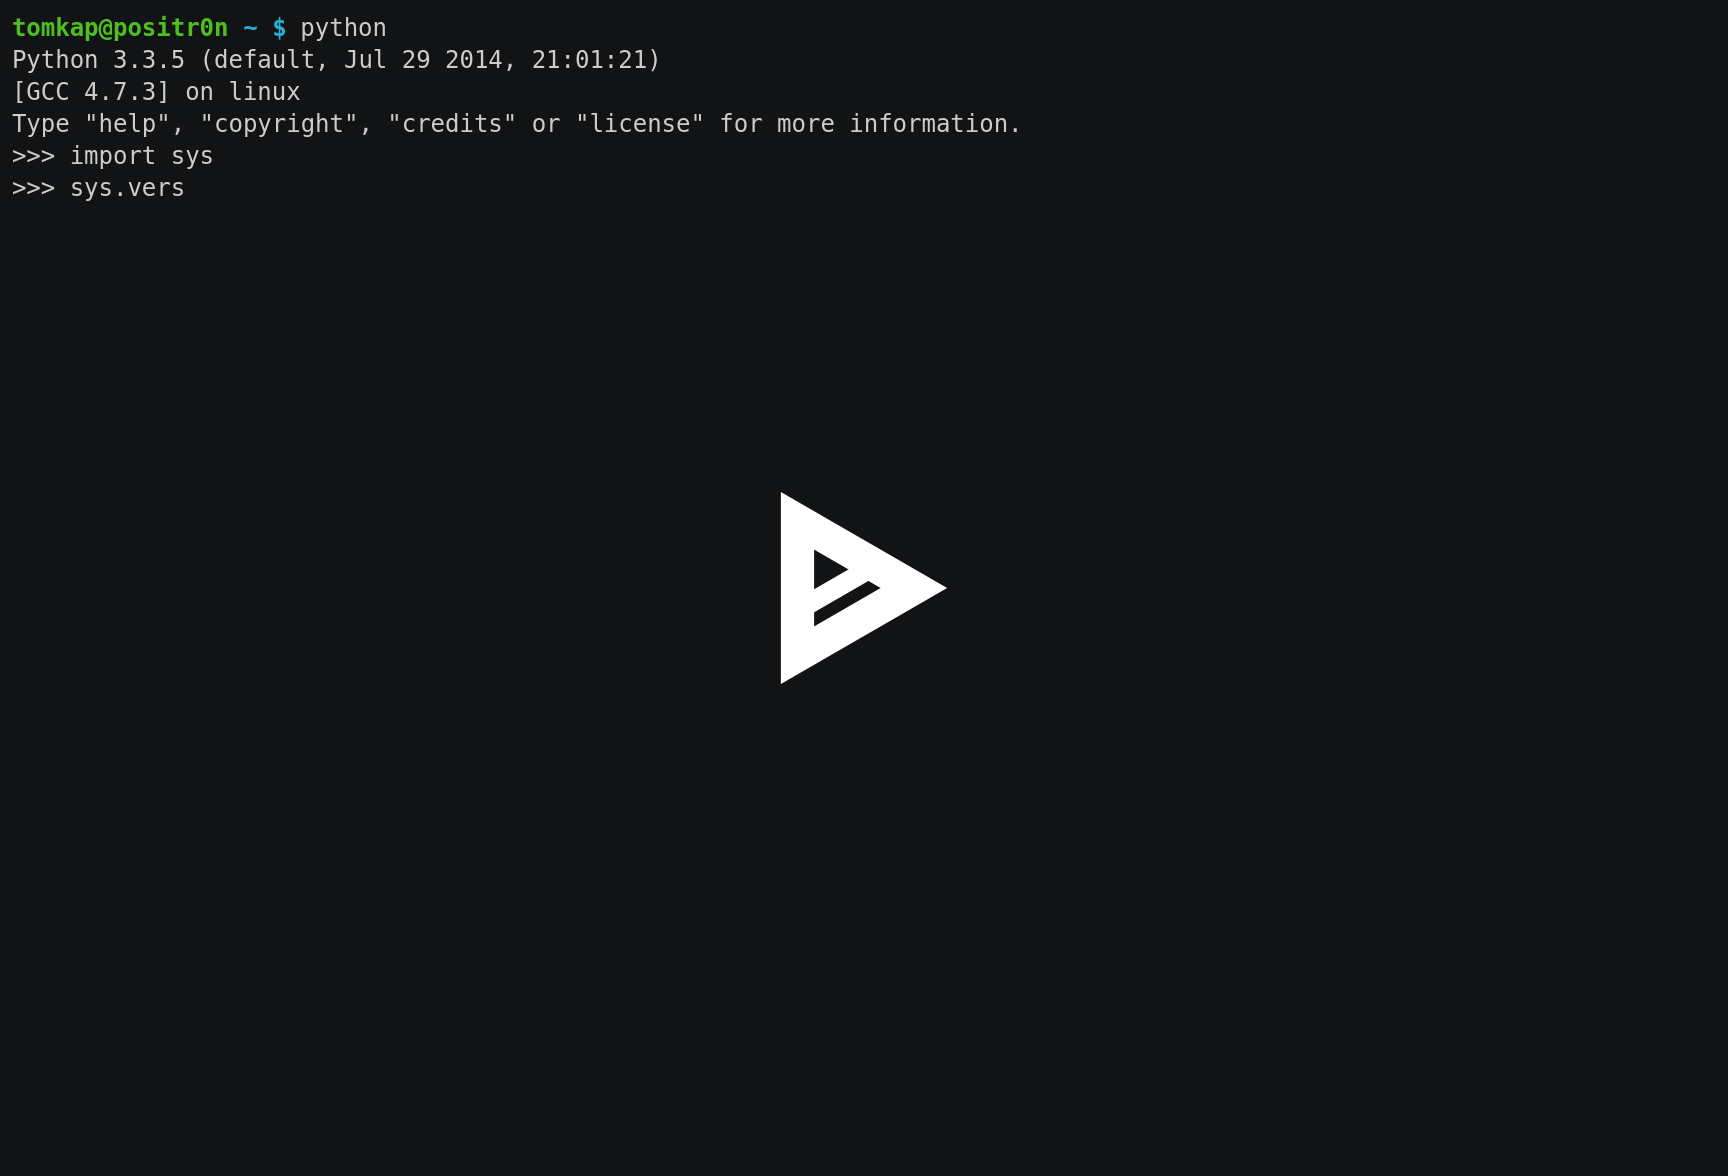 tomkap@positr0n ~ $ python
Python 3.3.5 (default, Jul 29 2014, 21:01:21)
[GCC 4.7.3] on linux
Type "help", "copyright", "credits" or "license" for more information.
>>> import sys
>>> sys.vers